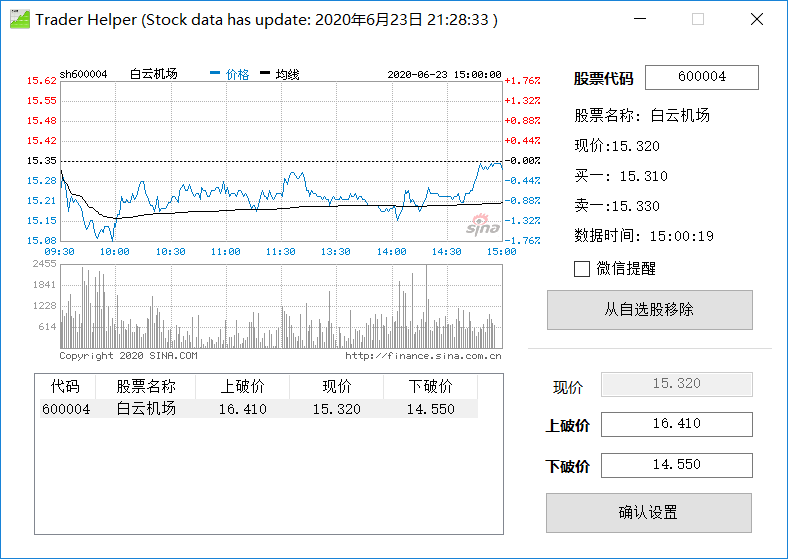 Trader Helper (Stock data has update: 2020年6月23日 21:28:33 )
sh600004 白云机场 价格 均线 2020-06-23 15:00:00
15.62 +1.76%
15.55 +1.32%
15.48 +0.88%
15.42 +0.44%
15.35 -0.00%
15.28 -0.44%
15.21 -0.88%
15.15 -1.32%
15.08 -1.76%
sina
09:30 10:00 10:30 11:00 11:30 13:30 14:00 14:30 15:00
2455
1841
1228
614
Copyright 2020 SINA.COM http://finance.sina.com.cn
代码 股票名称 上破价 现价 下破价
600004 白云机场 16.410 15.320 14.550
股票代码 600004
股票名称: 白云机场
现价:15.320
买一: 15.310
卖一:15.330
数据时间: 15:00:19
微信提醒
从自选股移除
现价 15.320
上破价 16.410
下破价 14.550
确认设置